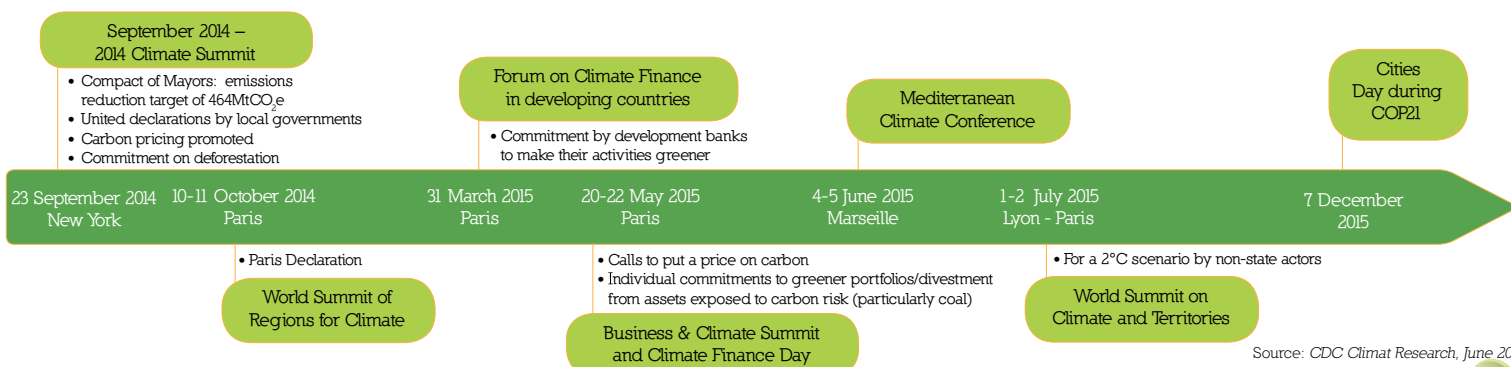 September 2014 –
2014 Climate Summit
• Compact of Mayors: emissions
reduction target of 464MtCO₂e
• United declarations by local governments
• Carbon pricing promoted
• Commitment on deforestation
Forum on Climate Finance
in developing countries
• Commitment by development banks
to make their activities greener
Mediterranean
Climate Conference
Cities
Day during
COP21
23 September 2014
New York
10-11 October 2014
Paris
31 March 2015
Paris
20-22 May 2015
Paris
4-5 June 2015
Marseille
1-2 July 2015
Lyon - Paris
7 December
2015
• Paris Declaration
World Summit of
Regions for Climate
• Calls to put a price on carbon
• Individual commitments to greener portfolios/divestment
from assets exposed to carbon risk (particularly coal)
Business & Climate Summit
and Climate Finance Day
• For a 2°C scenario by non-state actors
World Summit on
Climate and Territories
Source: CDC Climat Research, June